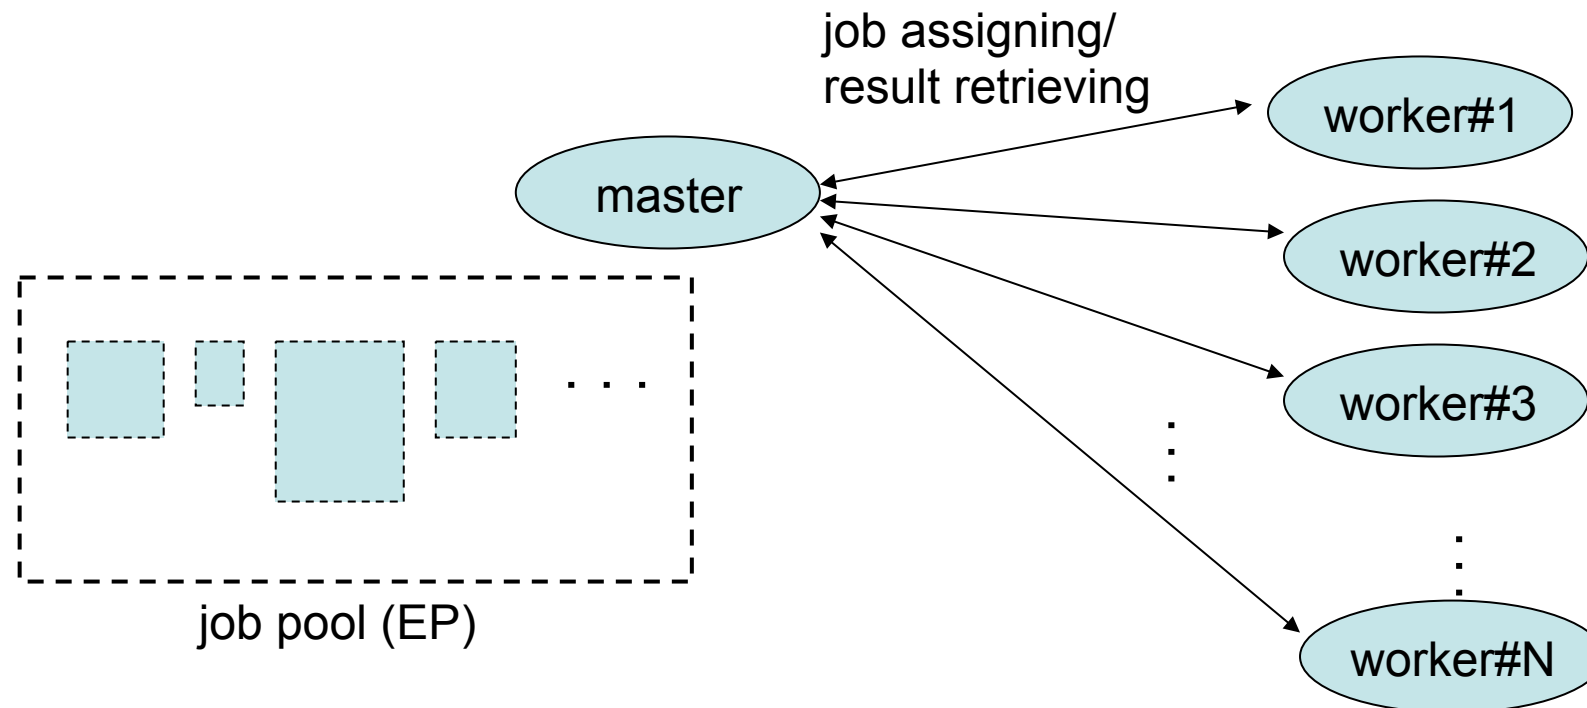 job assigning/
result retrieving
worker#1
master
worker#2
worker#3
. . .
job pool (EP)
worker#N